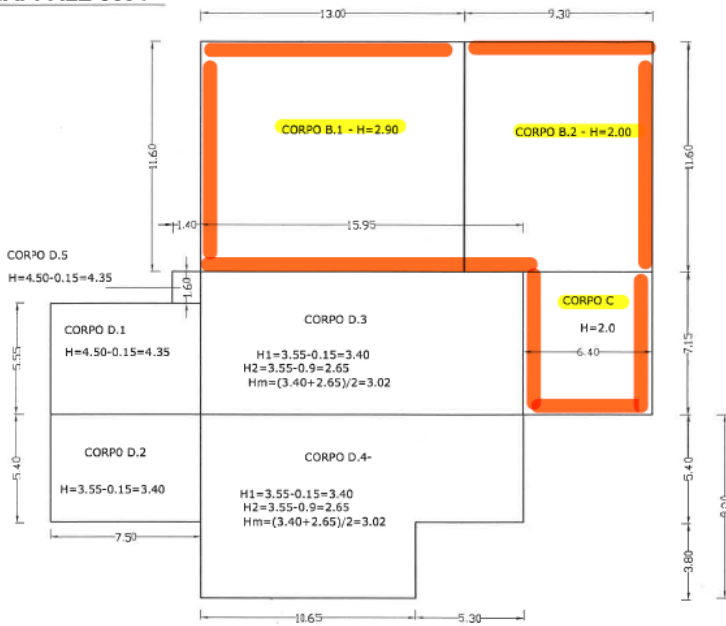 13.00
9.30
CORPO B.1 - H=2.90
CORPO B.2 - H=2.00
11.60
11.60
1.40
15.95
CORPO D.5
H=4.50-0.15=4.35
1.60
CORPO C
H=2.0
6.40
7.15
CORPO D.1
H=4.50-0.15=4.35
5.55
CORPO D.3
H1=3.55-0.15=3.40
H2=3.55-0.9=2.65
Hm=(3.40+2.65)/2=3.02
CORPO D.2
H=3.55-0.15=3.40
5.40
7.50
CORPO D.4-
H1=3.55-0.15=3.40
H2=3.55-0.9=2.65
Hm=(3.40+2.65)/2=3.02
5.40
3.80
10.65
5.30